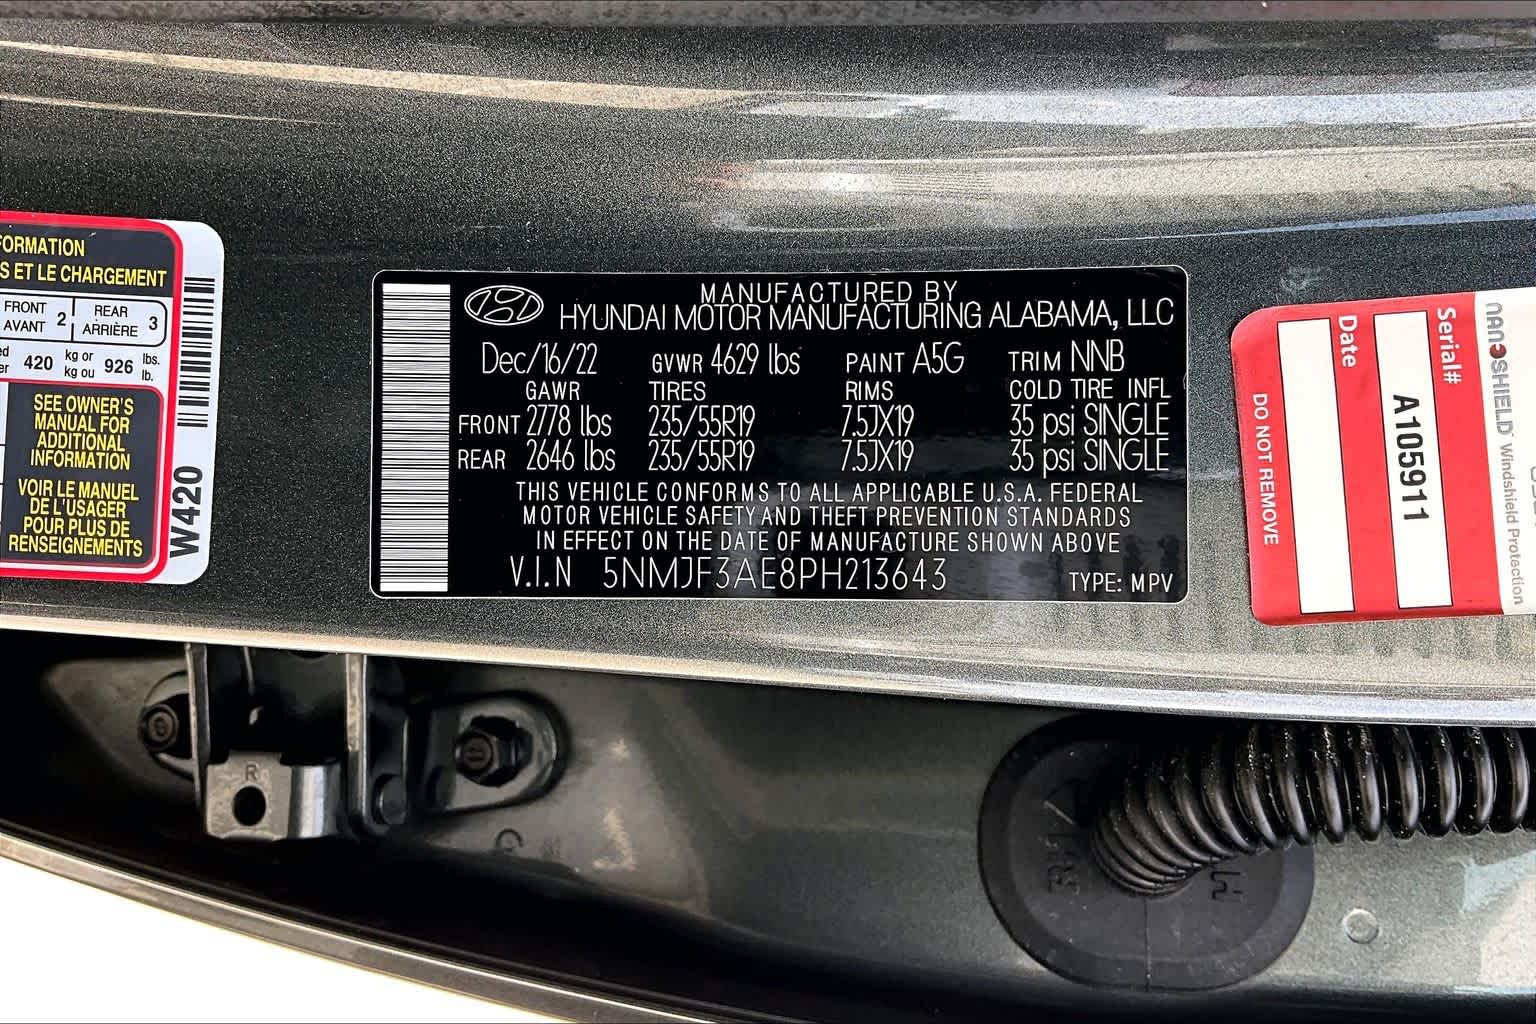 FORMATION
S ET LE CHARGEMENT
FRONT
AVANT 2
REAR
ARRIÈRE 3
420 kg or
kg ou 926 lbs.
lb.
SEE OWNER'S
MANUAL FOR
ADDITIONAL
INFORMATION
VOIR LE MANUEL
DE L'USAGER
POUR PLUS DE
RENSEIGNEMENTS
W420
MANUFACTURED BY
HYUNDAI MOTOR MANUFACTURING ALABAMA, LLC
Dec/16/22 GVWR 4629 lbs PAINT A5G TRIM NNB
GAWR TIRES RIMS COLD TIRE INFL
FRONT 2778 lbs 235/55R19 7.5JX19 35 psi SINGLE
REAR 2646 lbs 235/55R19 7.5JX19 35 psi SINGLE
THIS VEHICLE CONFORMS TO ALL APPLICABLE U.S.A. FEDERAL
MOTOR VEHICLE SAFETY AND THEFT PREVENTION STANDARDS
IN EFFECT ON THE DATE OF MANUFACTURE SHOWN ABOVE
V.I.N 5NMJF3AE8PH213643 TYPE: MPV
NANOSHIELD
Windshield Protection
Serial#
A105911
Date
DO NOT REMOVE
R
RH